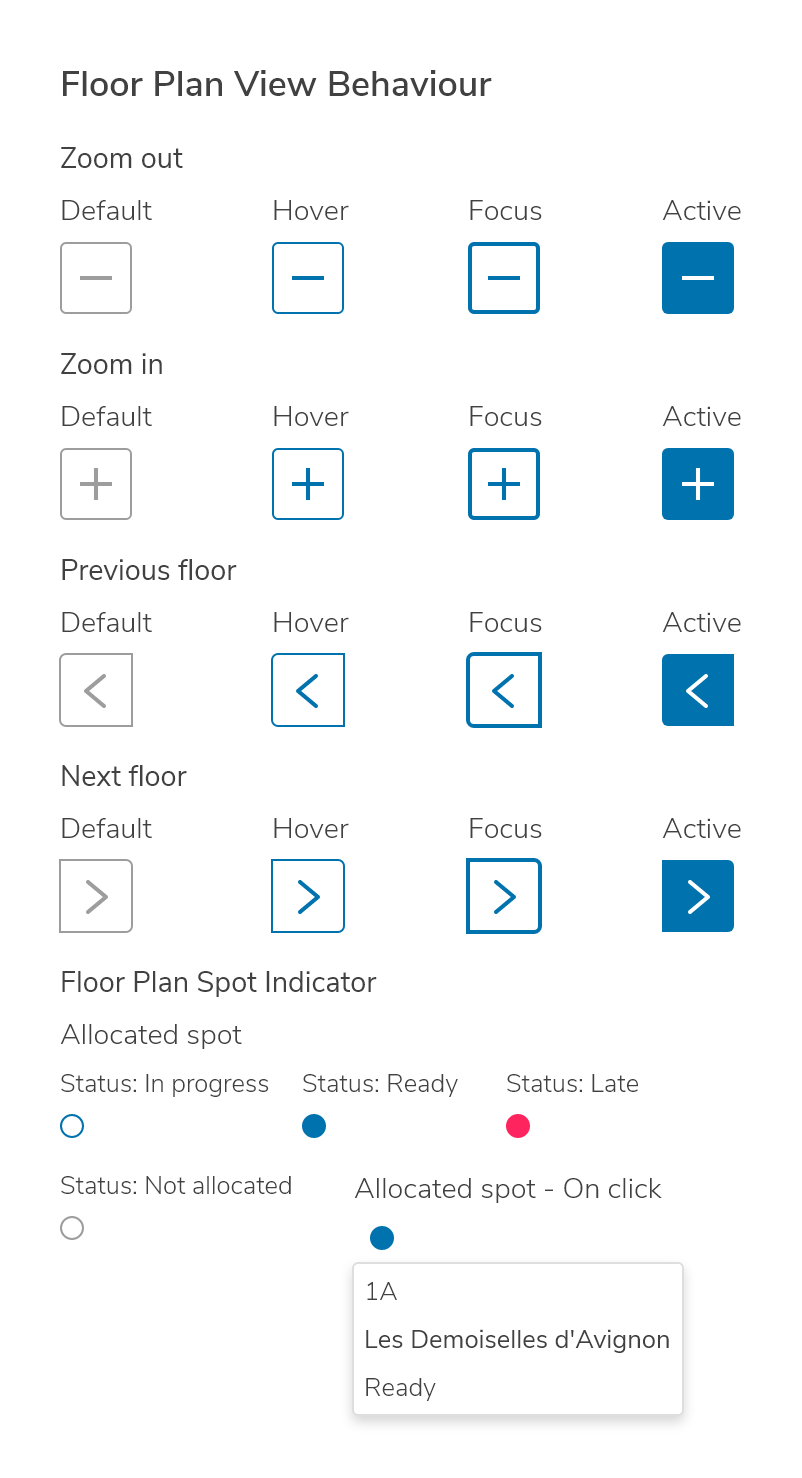 Floor Plan View Behaviour
Zoom out
Default Hover Focus Active
Zoom in
Default Hover Focus Active
Previous floor
Default Hover Focus Active
Next floor
Default Hover Focus Active
Floor Plan Spot Indicator
Allocated spot
Status: In progress Status: Ready Status: Late
Status: Not allocated Allocated spot - On click
1A
Les Demoiselles d'Avignon
Ready